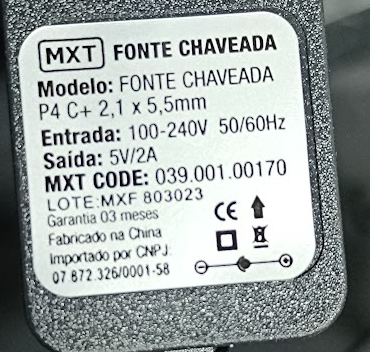 MXT FONTE CHAVEADA
Modelo: FONTE CHAVEADA
P4 C+ 2,1 x 5,5mm
Entrada: 100-240V 50/60Hz
Saída: 5V/2A
MXT CODE: 039.001.00170
LOTE:MXF 803023
Garantia 03 meses
Fabricado na China
Importado por CNPJ:
07 872.326/0001-58
CE